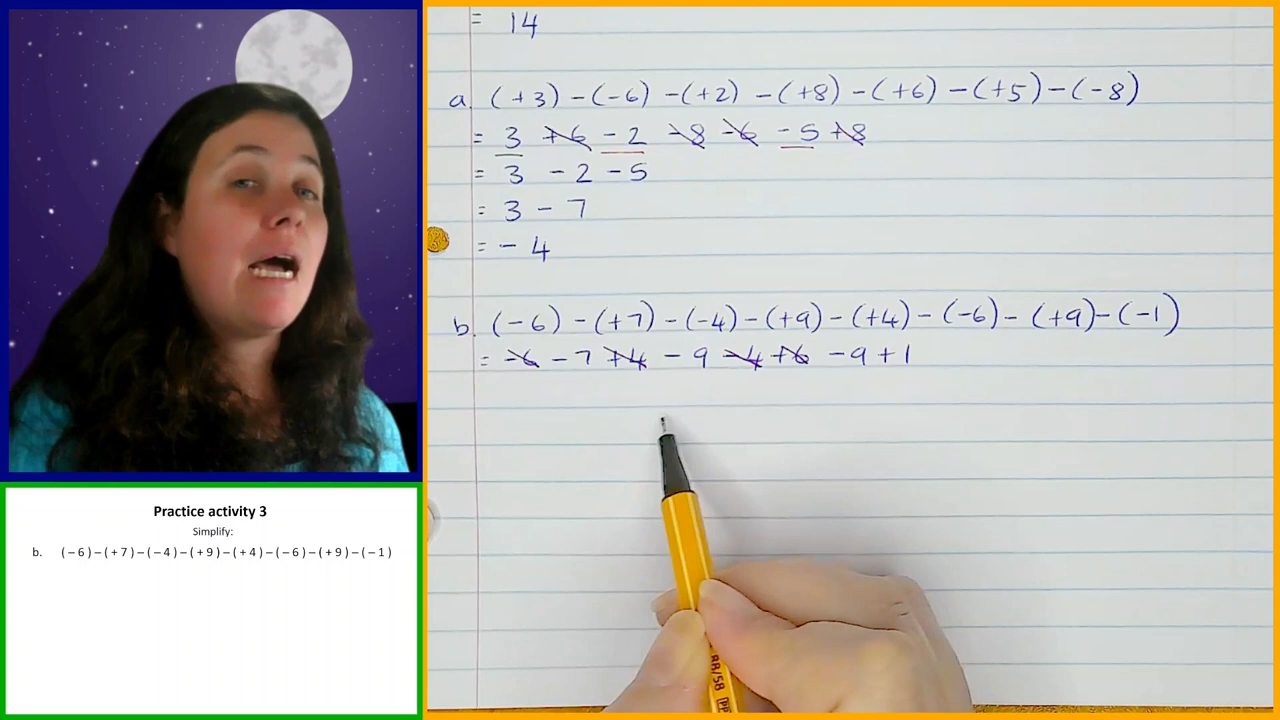 = 14
a. (+3) -(-6) -(+2) -(+8) -(+6) -(+5)-(-8)
= 3 +6 -2 -8 -6 -5 +8
= 3 - 2 - 5
= 3 - 7
= - 4
b. (-6) -(+7) -(-4)-(+9)-(+4)-(-6)-(+9)-(-1)
= -6 -7 +4 -9 -4 +6 -9 +1
Practice activity 3
Simplify:
b. (-6)-(+7)-(-4)-(+9)-(+4)-(-6)-(+9)-(-1)
88/58